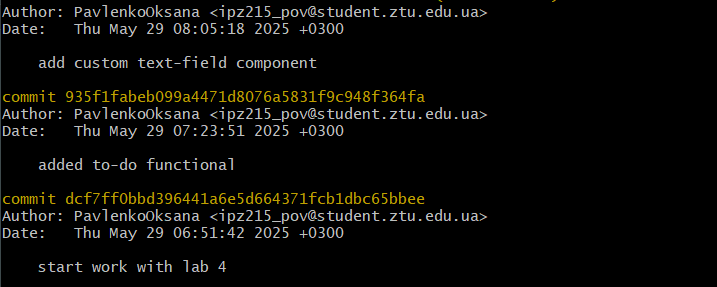 Author: PavlenkoOksana <ipz215_pov@student.ztu.edu.ua>
Date:   Thu May 29 08:05:18 2025 +0300
add custom text-field component
commit 935f1fabeb099a4471d8076a5831f9c948f364fa
Author: PavlenkoOksana <ipz215_pov@student.ztu.edu.ua>
Date:   Thu May 29 07:23:51 2025 +0300
added to-do functional
commit dcf7ff0bbd396441a6e5d664371fcb1dbc65bbee
Author: PavlenkoOksana <ipz215_pov@student.ztu.edu.ua>
Date:   Thu May 29 06:51:42 2025 +0300
start work with lab 4